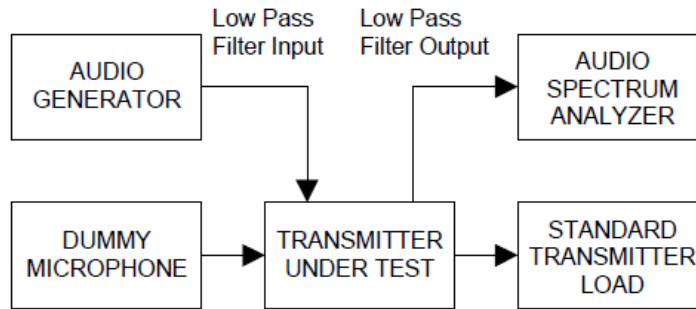 Low Pass
Filter Input
Low Pass
Filter Output
AUDIO
GENERATOR
AUDIO
SPECTRUM
ANALYZER
DUMMY
MICROPHONE
TRANSMITTER
UNDER TEST
STANDARD
TRANSMITTER
LOAD